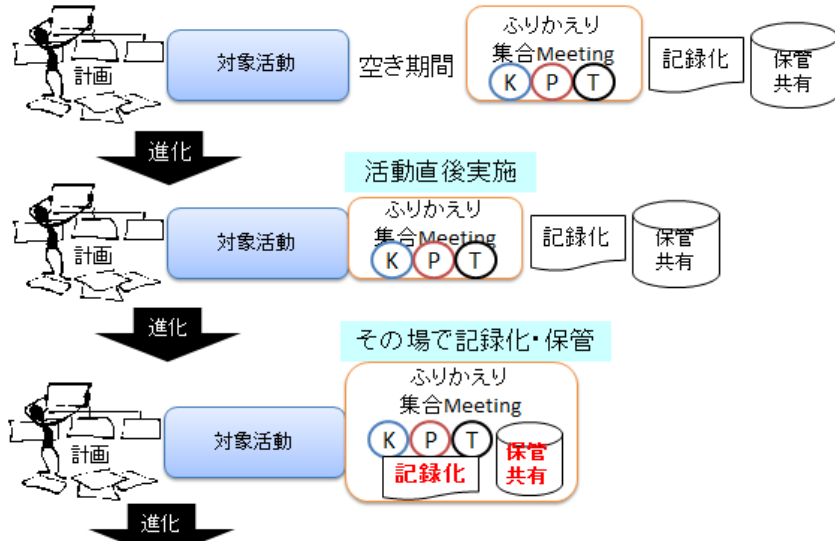 計画
対象活動
空き期間
ふりかえり
集合Meeting
K P T
記録化
保管
共有
進化
活動直後実施
計画
対象活動
ふりかえり
集合Meeting
K P T
記録化
保管
共有
進化
その場で記録化・保管
計画
対象活動
ふりかえり
集合Meeting
K P T
記録化
保管
共有
進化